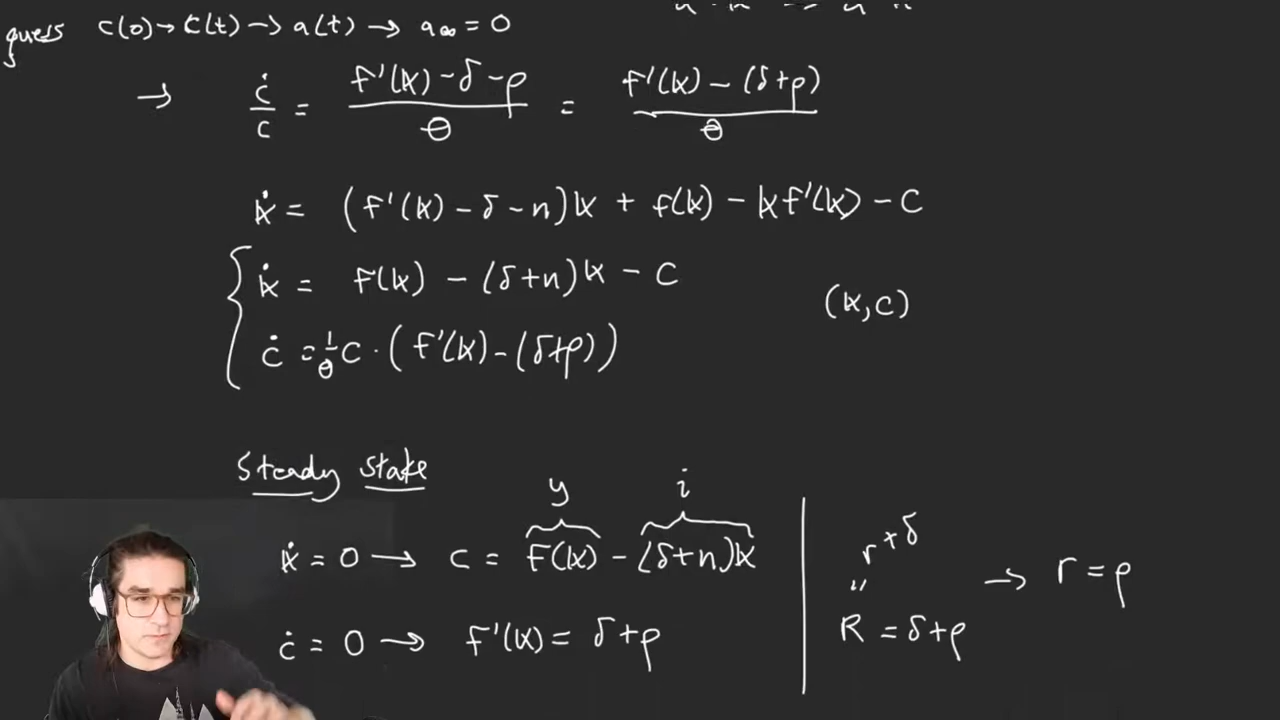 guess c(0) → c(t) → a(t) → a∞ = 0
→ ċ/c = (f'(k) - δ - ρ)/θ = (f'(k) - (δ+ρ))/θ
k̇ = (f'(k) - δ - n)k + f(k) - kf'(k) - c
k̇ = f(k) - (δ+n)k - c
(k,c)
ċ = 1/θ c · (f'(k) - (δ+ρ))
Steady state
y i
k̇ = 0 → c = f(k) - (δ+n)k
ċ = 0 → f'(k) = δ+ρ
r+δ
"
R = δ+ρ → r = ρ